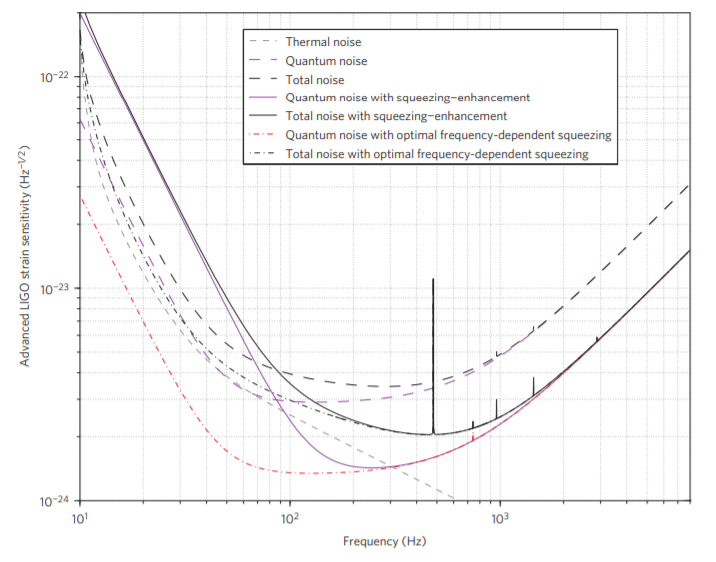 Thermal noise
Quantum noise
Total noise
Quantum noise with squeezing–enhancement
Total noise with squeezing–enhancement
Quantum noise with optimal frequency-dependent squeezing
Total noise with optimal frequency-dependent squeezing
Advanced LIGO strain sensitivity (Hz⁻¹/²)
10⁻²²
10⁻²³
10⁻²⁴
10¹ 10² 10³
Frequency (Hz)